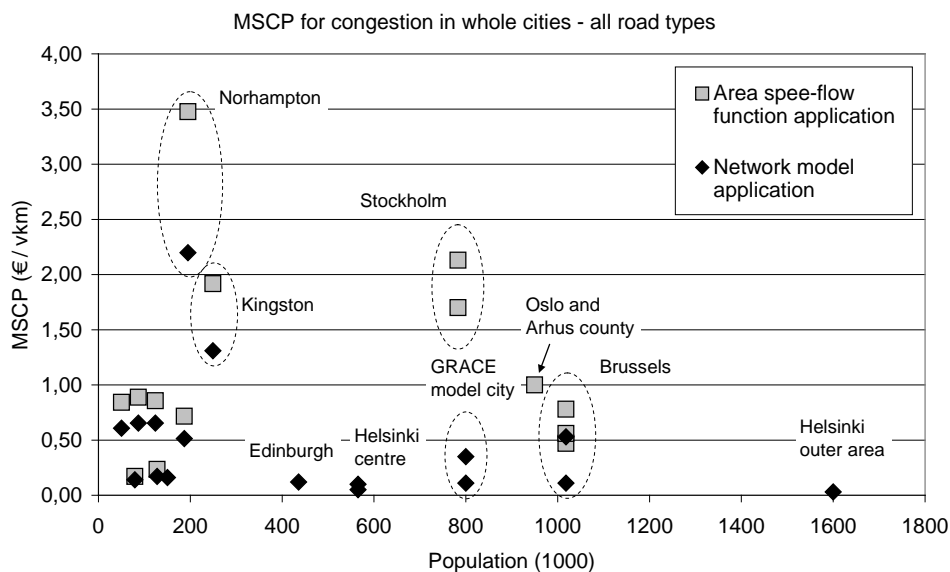 MSCP for congestion in whole cities - all road types
4,00
3,50
3,00
2,50
2,00
1,50
1,00
0,50
0,00
MSCP (€ / vkm)
Norhampton
Area spee-flow
function application
Network model
application
Stockholm
Kingston
Oslo and
Arhus county
GRACE
model city
Brussels
Edinburgh
Helsinki
centre
Helsinki
outer area
0 200 400 600 800 1000 1200 1400 1600 1800
Population (1000)